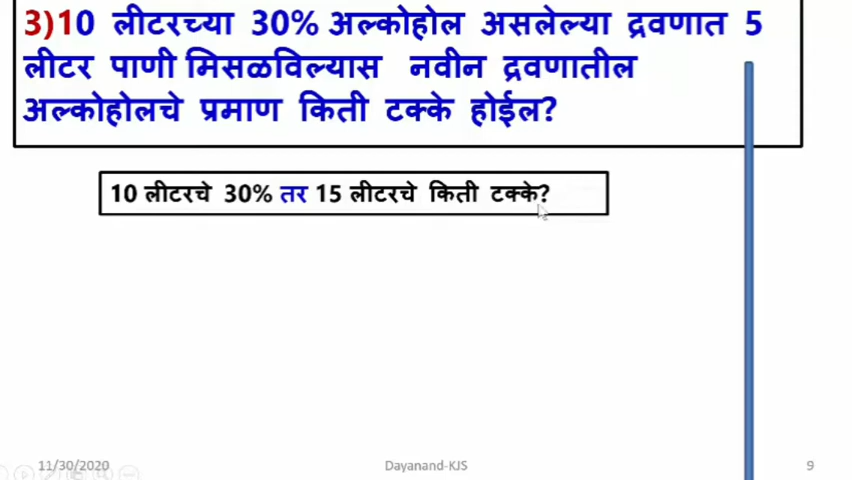 3)10 लीटरच्या 30% अल्कोहोल असलेल्या द्रवणात 5
लीटर पाणी मिसळविल्यास नवीन द्रवणातील
अल्कोहोलचे प्रमाण किती टक्के होईल?
10 लीटरचे 30% तर 15 लीटरचे किती टक्के?
11/30/2020
Dayanand-KJS
9